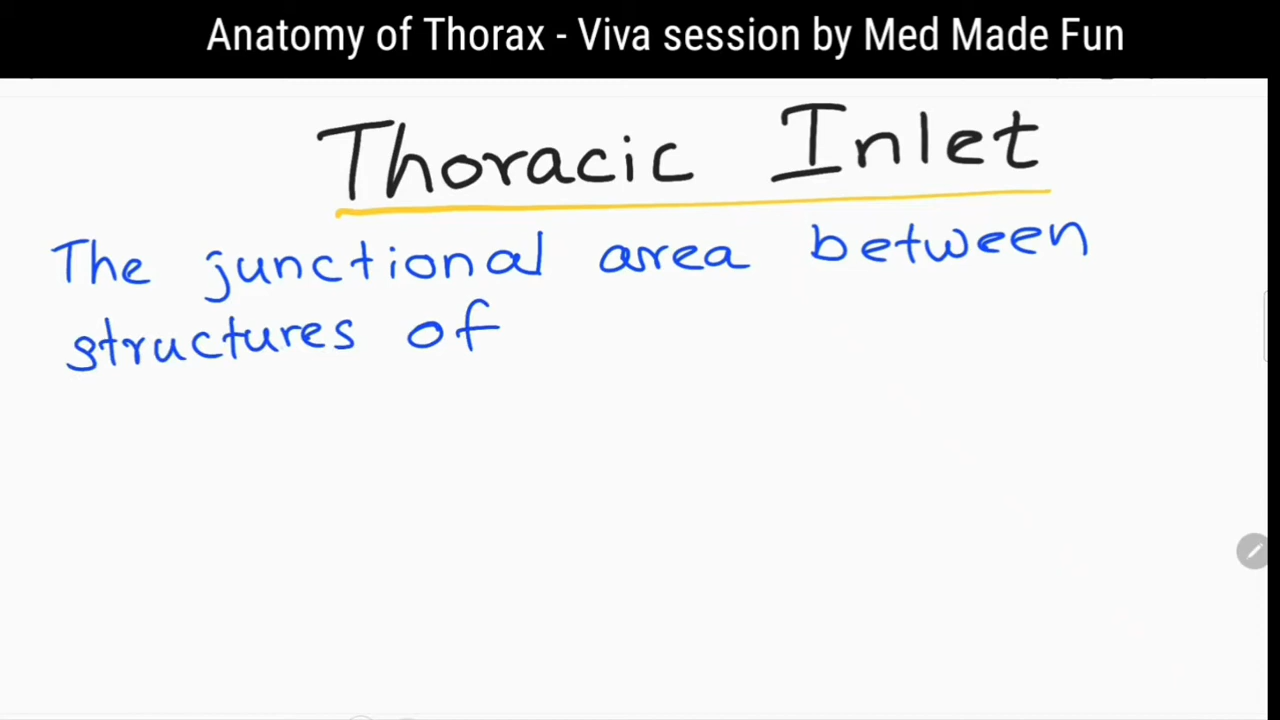 Anatomy of Thorax - Viva session by Med Made Fun
Thoracic Inlet
The junctional area between
structures of